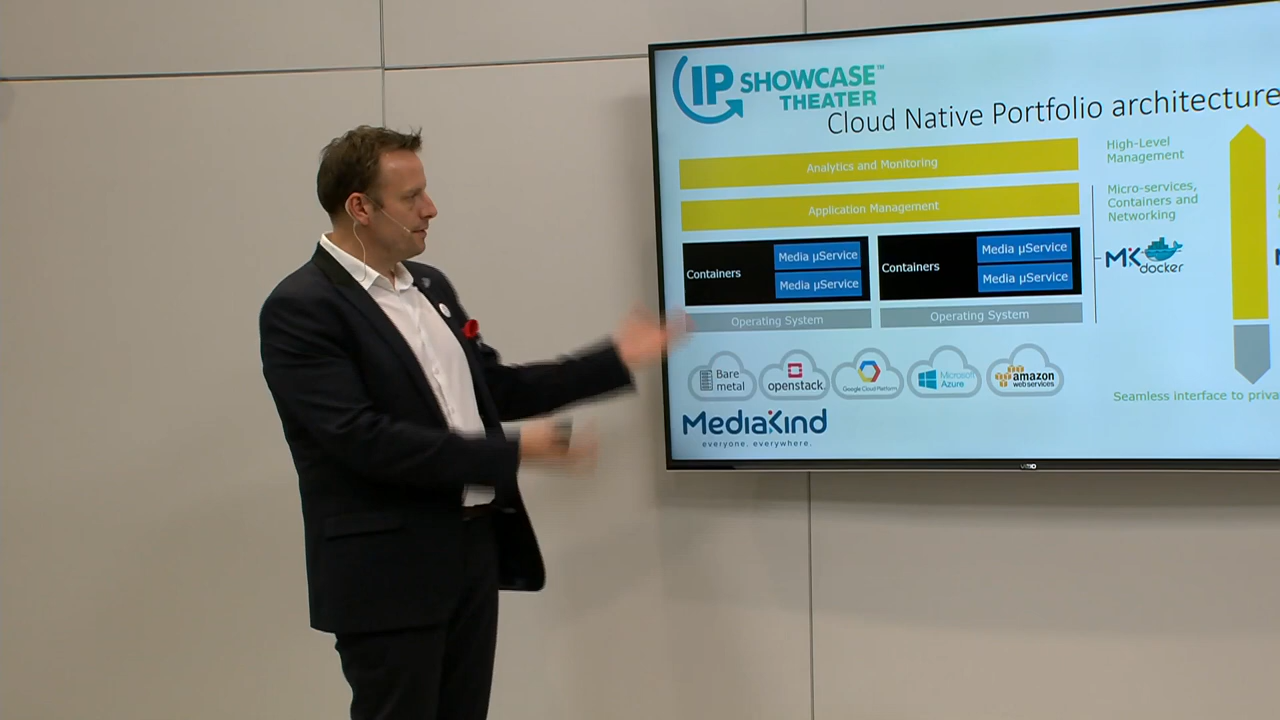 IP SHOWCASE™
THEATER
Cloud Native Portfolio architecture
Analytics and Monitoring
High-Level
Management
Application Management
Micro-services,
Containers and
Networking
Containers
Media µService
Media µService
Containers
Media µService
Media µService
MK docker
Operating System
Operating System
Bare
metal
openstack.
Google Cloud Platform
Microsoft
Azure
amazon
webservices
Seamless interface to priva
MediaKind
everyone. everywhere.
VIZIO